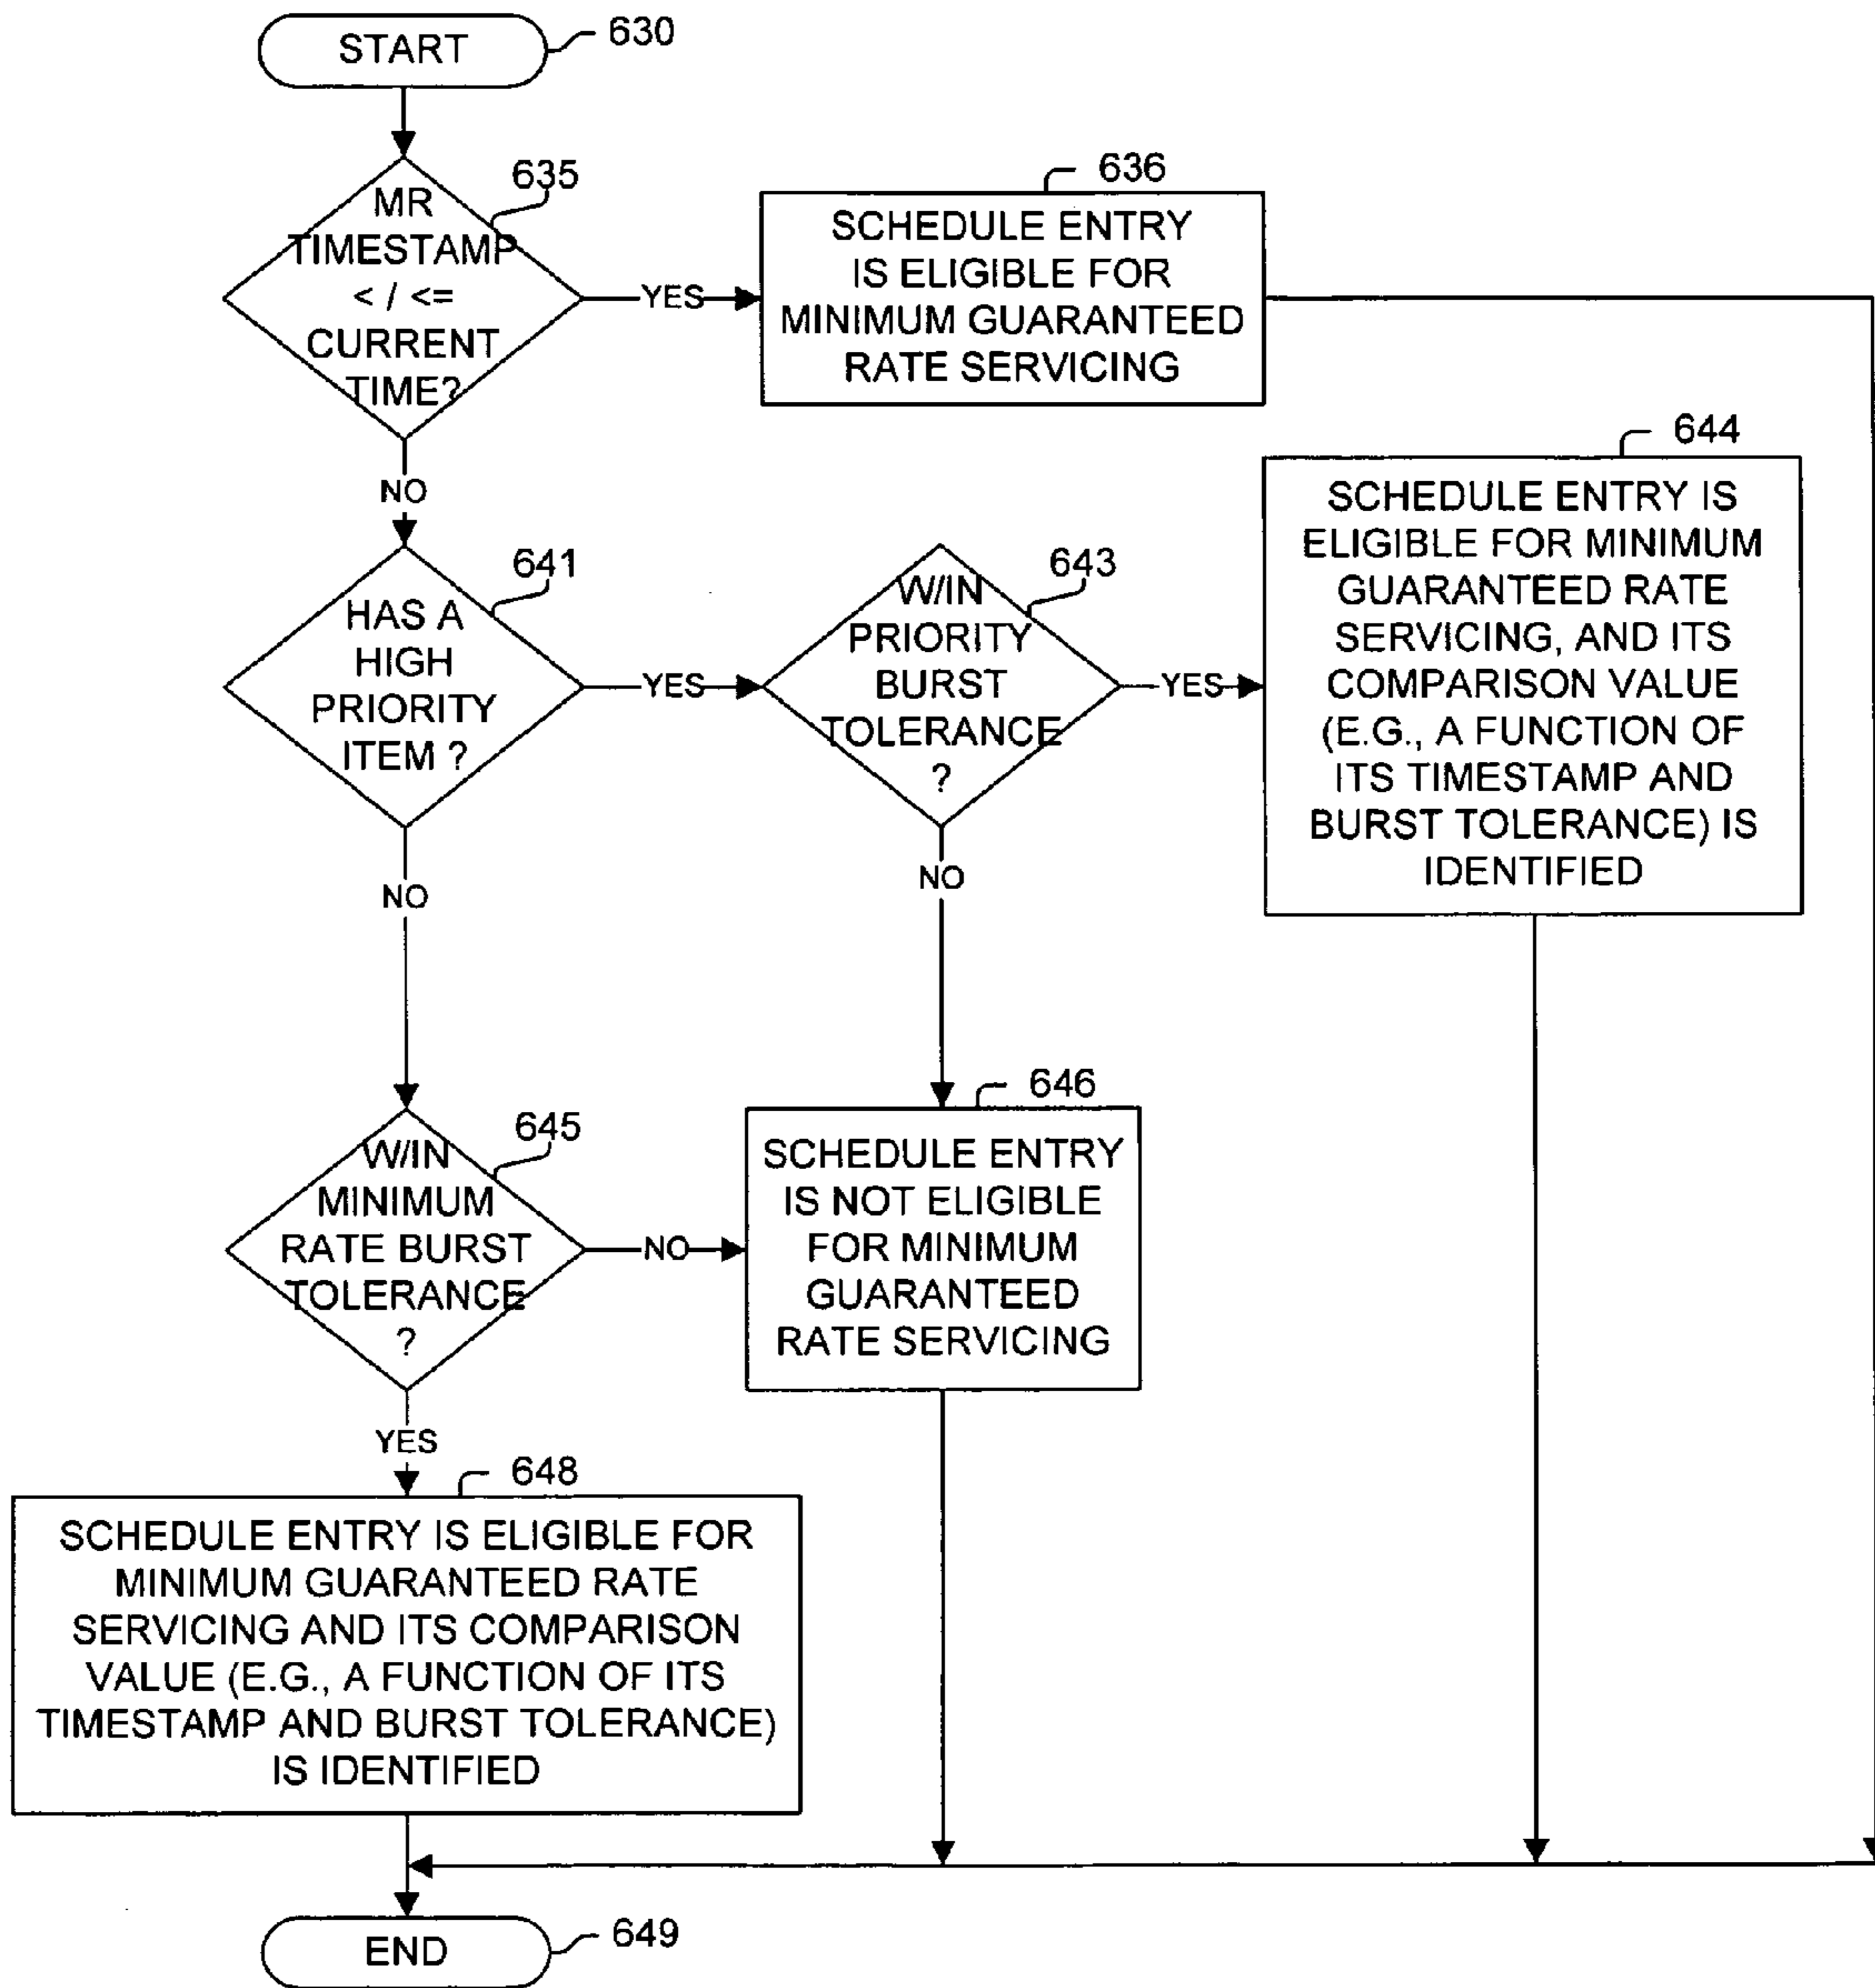 START
630
MR
TIMESTAMP
< / <=
CURRENT
TIME?
635
YES
636
SCHEDULE ENTRY
IS ELIGIBLE FOR
MINIMUM GUARANTEED
RATE SERVICING
NO
HAS A
HIGH
PRIORITY
ITEM ?
641
YES
W/IN
PRIORITY
BURST
TOLERANCE
?
643
YES
644
SCHEDULE ENTRY IS
ELIGIBLE FOR MINIMUM
GUARANTEED RATE
SERVICING, AND ITS
COMPARISON VALUE
(E.G., A FUNCTION OF
ITS TIMESTAMP AND
BURST TOLERANCE) IS
IDENTIFIED
NO
NO
W/IN
MINIMUM
RATE BURST
TOLERANCE
?
645
NO
646
SCHEDULE ENTRY
IS NOT ELIGIBLE
FOR MINIMUM
GUARANTEED
RATE SERVICING
YES
648
SCHEDULE ENTRY IS ELIGIBLE FOR
MINIMUM GUARANTEED RATE
SERVICING AND ITS COMPARISON
VALUE (E.G., A FUNCTION OF ITS
TIMESTAMP AND BURST TOLERANCE)
IS IDENTIFIED
END
649